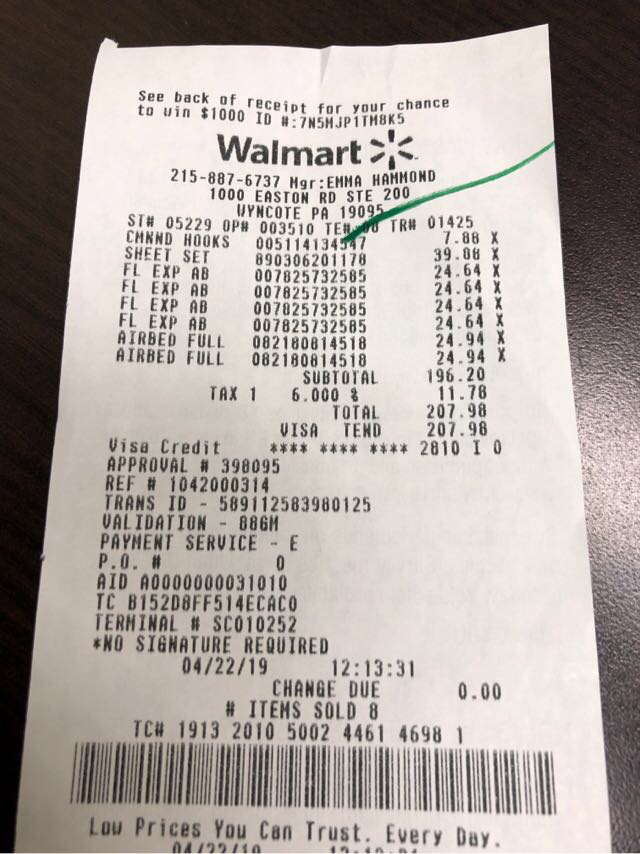 See back of receipt for your chance
to win $1000 ID #:7N5MJP1TM8K5
Walmart
215-887-6737 Mgr:EMMA HAMMOND
1000 EASTON RD STE 200
WYNCOTE PA 19095
ST# 05229 OP# 003510 TE# TR# 01425
CMNND HOOKS 7.88 X
SHEET SET 890306201178 39.88 X
FL EXP AB 007825732585 24.64 X
FL EXP AB 007825732585 24.64 X
FL EXP AB 007825732585 24.64 X
FL EXP AB 007825732585 24.64 X
AIRBED FULL 082180814518 24.94 X
AIRBED FULL 082180814518 24.94 X
SUBTOTAL 196.20
TAX 1 6.000 % 11.78
TOTAL 207.98
VISA TEND 207.98
Visa Credit **** **** **** 2810 I 0
APPROVAL # 398095
REF # 1042000314
TRANS ID - 589112583980125
VALIDATION - 88GM
PAYMENT SERVICE - E
P.O. # 0
AID A0000000031010
TC B152D8FF514ECAC0
TERMINAL # SC010252
*NO SIGNATURE REQUIRED
04/22/19 12:13:31
CHANGE DUE 0.00
# ITEMS SOLD 8
TC# 1913 2010 5002 4461 4698 1
Low Prices You Can Trust. Every Day.
04/22/19